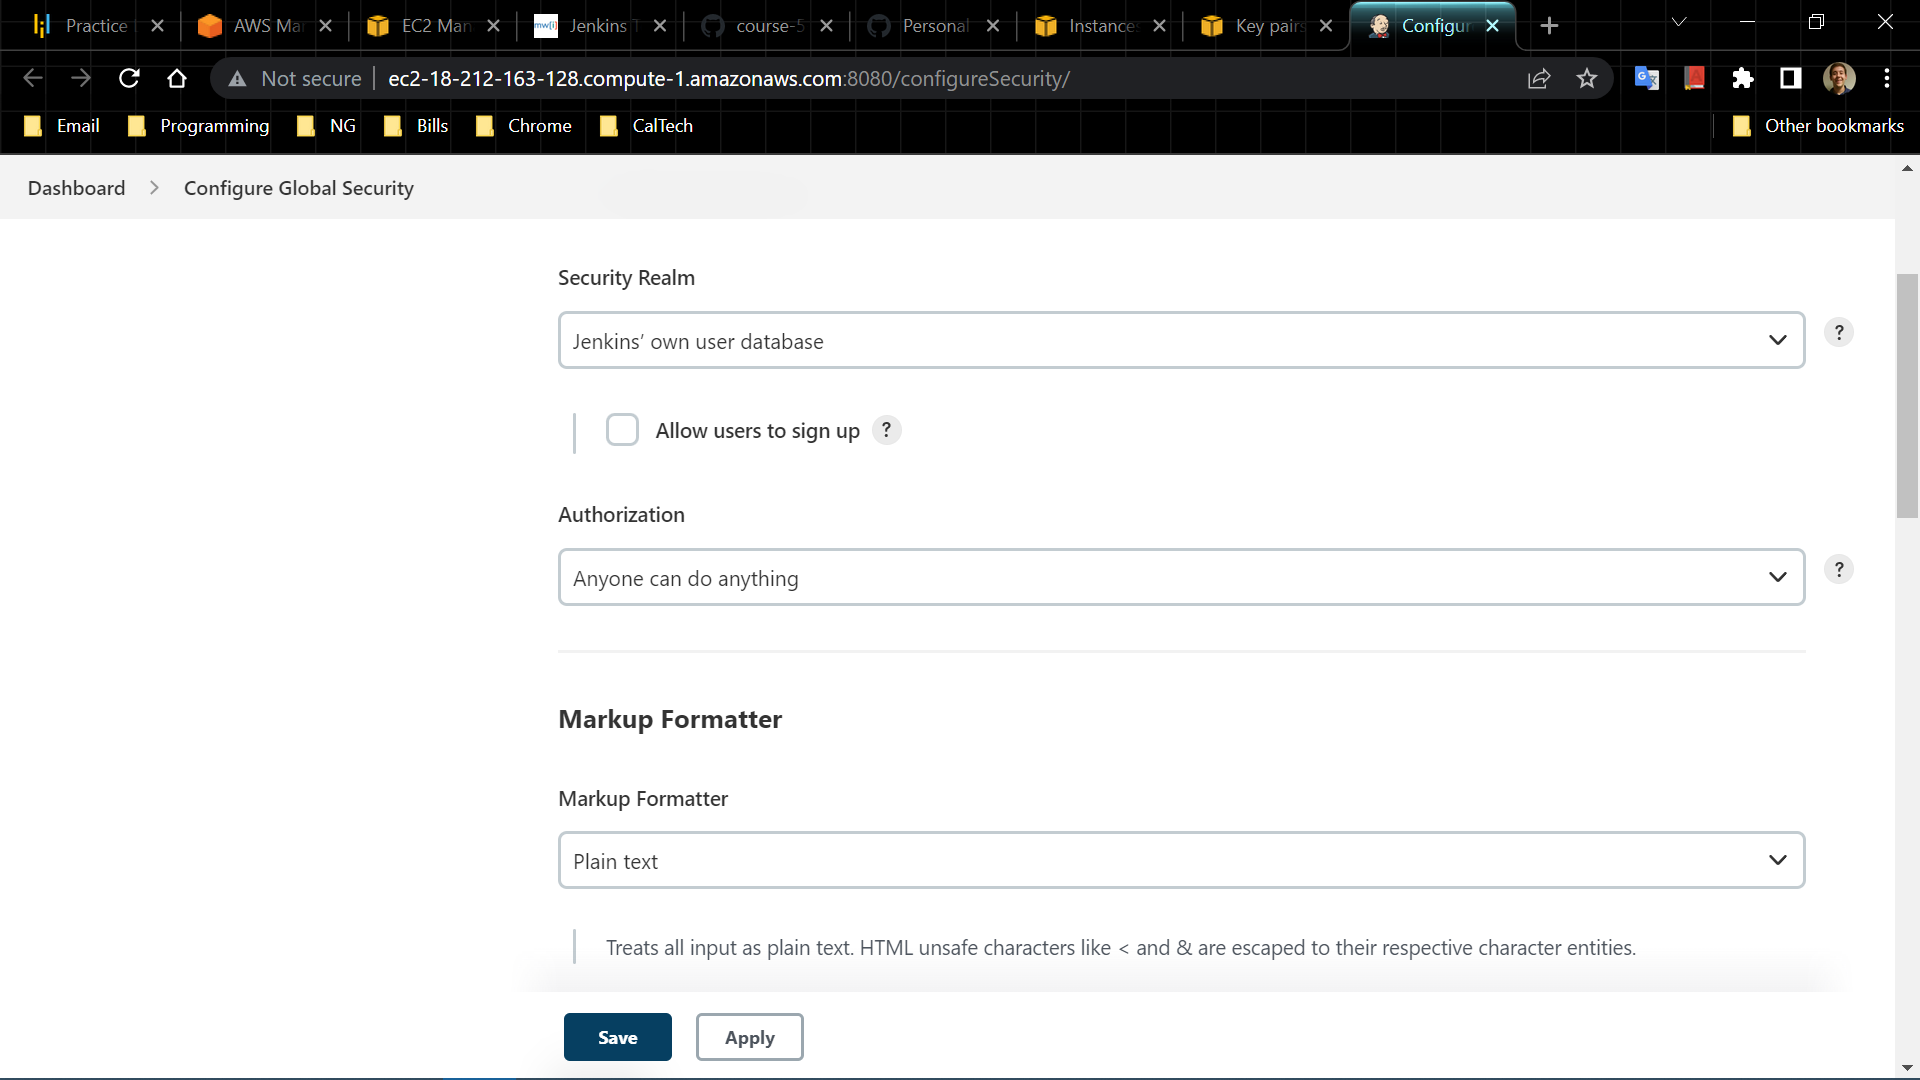 Practice
AWS Ma
EC2 Man
mw[i] Jenkins T
course-5
Personal
Instances
Key pairs
Configur
Not secure ec2-18-212-163-128.compute-1.amazonaws.com:8080/configureSecurity/
Email Programming NG Bills Chrome CalTech Other bookmarks
Dashboard Configure Global Security
Security Realm
Jenkins’ own user database
?
Allow users to sign up ?
Authorization
Anyone can do anything
?
Markup Formatter
Markup Formatter
Plain text
Treats all input as plain text. HTML unsafe characters like < and & are escaped to their respective character entities.
Save Apply